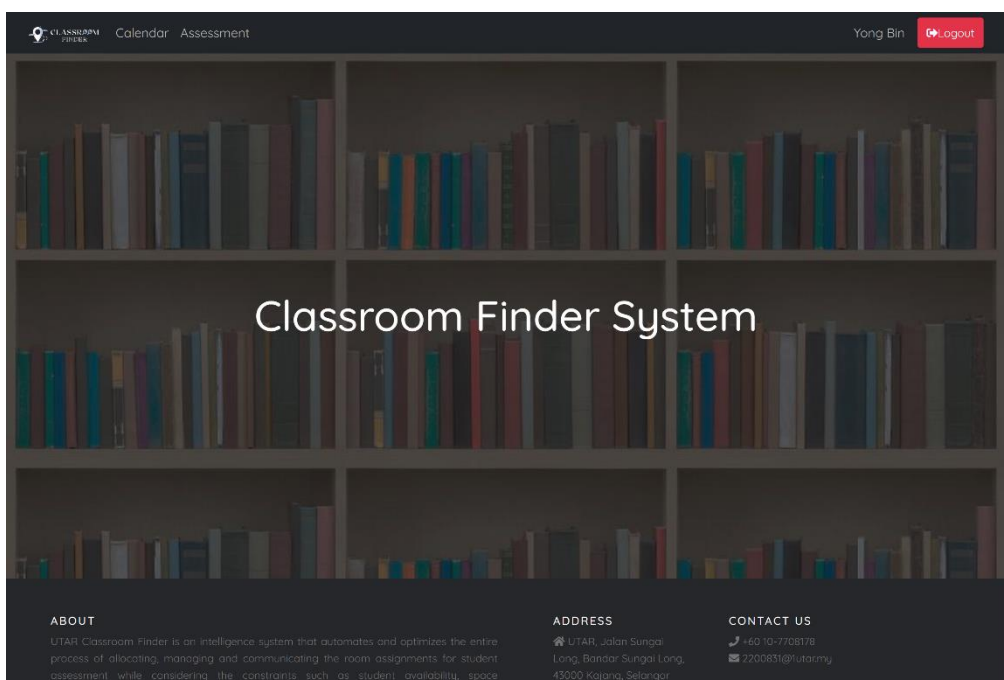 CLASSROOM
FINDER
Calendar Assessment
Yong Bin
Logout
Classroom Finder System
ABOUT
UTAR Classroom Finder is an intelligence system that automates and optimizes the entire
process of allocating, managing and communicating the room assignments for student
assessment while considering the constraints such as student availability, space
ADDRESS
UTAR, Jalan Sungai
Long, Bandar Sungai Long,
43000 Kajang, Selangor
CONTACT US
+60 10-7708178
2200831@1utar.my